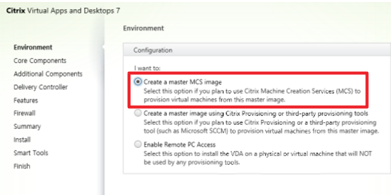 Citrix Virtual Apps and Desktops 7
Environment
Environment
Core Components
Additional Components
Delivery Controller
Features
Firewall
Summary
Install
Smart Tools
Finish
Configuration
I want to:
Create a master MCS image
Select this option if you plan to use Citrix Machine Creation Services (MCS) to
provision virtual machines from this master image.
Create a master image using Citrix Provisioning or third-party provisioning tools
Select this option if you plan to use Citrix Provisioning or a third-party provisioning
tool (such as Microsoft SCCM) to provision virtual machines from this master image.
Enable Remote PC Access
Select this option to install the VDA on a physical or virtual machine that will NOT
be used by any provisioning tools.